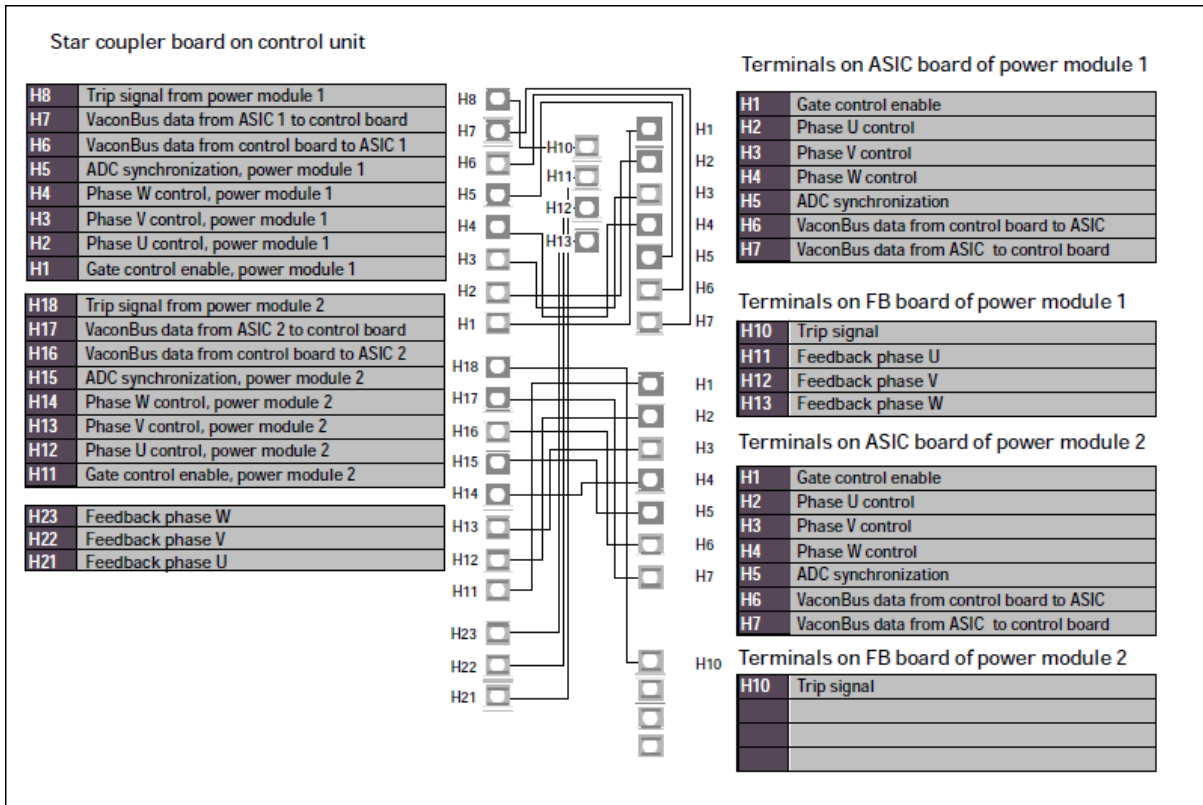 Star coupler board on control unit
H8 Trip signal from power module 1
H7 VaconBus data from ASIC 1 to control board
H6 VaconBus data from control board to ASIC 1
H5 ADC synchronization, power module 1
H4 Phase W control, power module 1
H3 Phase V control, power module 1
H2 Phase U control, power module 1
H1 Gate control enable, power module 1
H18 Trip signal from power module 2
H17 VaconBus data from ASIC 2 to control board
H16 VaconBus data from control board to ASIC 2
H15 ADC synchronization, power module 2
H14 Phase W control, power module 2
H13 Phase V control, power module 2
H12 Phase U control, power module 2
H11 Gate control enable, power module 2
H23 Feedback phase W
H22 Feedback phase V
H21 Feedback phase U
H8
H7
H6
H5
H4
H3
H2
H1
H18
H17
H16
H15
H14
H13
H12
H11
H23
H22
H21
H10
H11
H12
H13
H1
H2
H3
H4
H5
H6
H7
H1
H2
H3
H4
H5
H6
H7
H10
Terminals on ASIC board of power module 1
H1 Gate control enable
H2 Phase U control
H3 Phase V control
H4 Phase W control
H5 ADC synchronization
H6 VaconBus data from control board to ASIC
H7 VaconBus data from ASIC to control board
Terminals on FB board of power module 1
H10 Trip signal
H11 Feedback phase U
H12 Feedback phase V
H13 Feedback phase W
Terminals on ASIC board of power module 2
H1 Gate control enable
H2 Phase U control
H3 Phase V control
H4 Phase W control
H5 ADC synchronization
H6 VaconBus data from control board to ASIC
H7 VaconBus data from ASIC to control board
Terminals on FB board of power module 2
H10 Trip signal